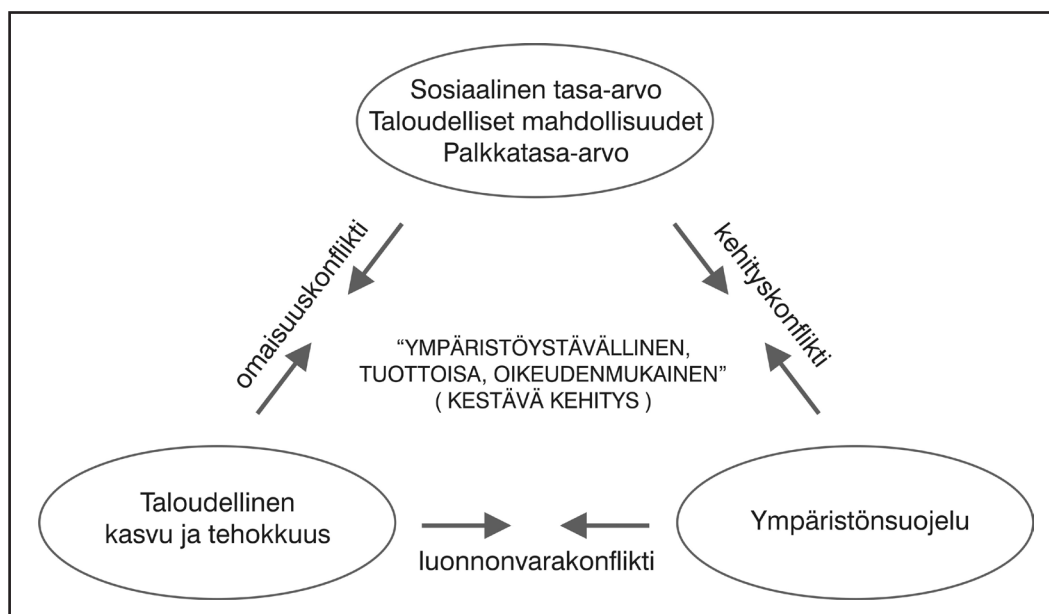 Sosiaalinen tasa-arvo
Taloudelliset mahdollisuudet
Palkkatasa-arvo
omaisuuskonflikti
kehityskonflikti
“YMPÄRISTÖYSTÄVÄLLINEN,
TUOTTOISA, OIKEUDENMUKAINEN”
( KESTÄVÄ KEHITYS )
Taloudellinen
kasvu ja tehokkuus
Ympäristönsuojelu
luonnonvarakonflikti